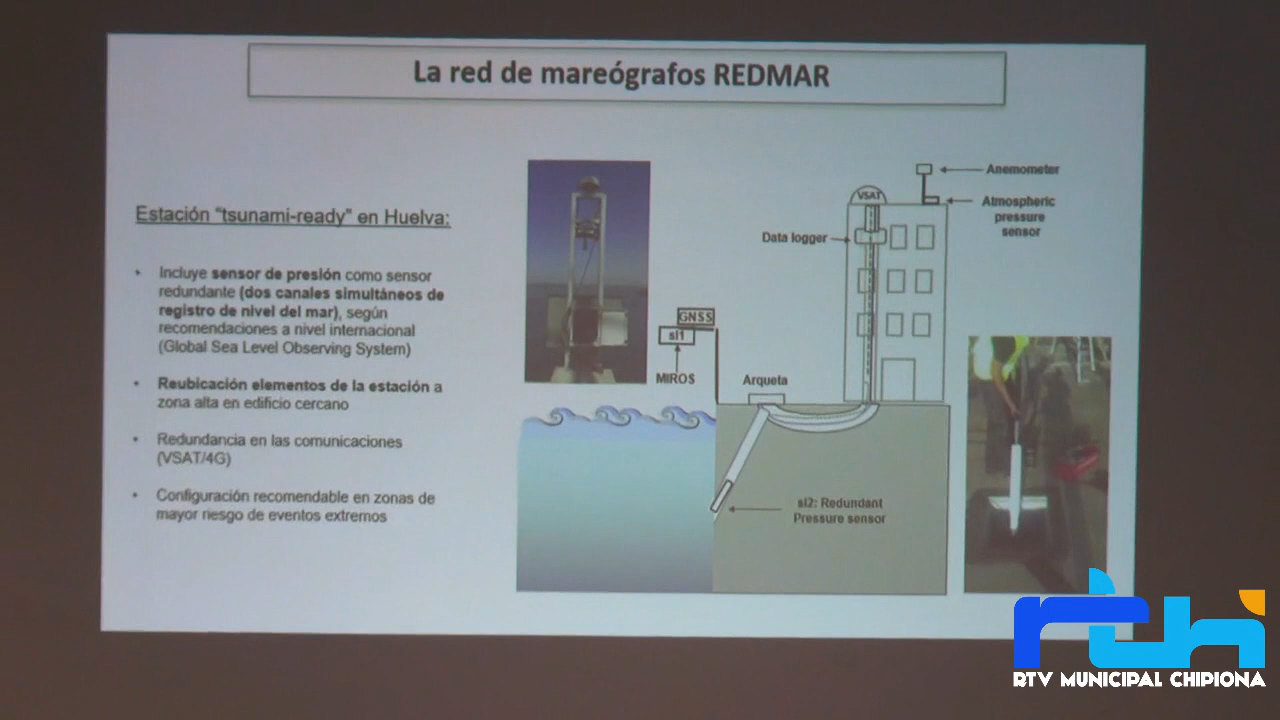 La red de mareógrafos REDMAR
Estación “tsunami-ready” en Huelva:
• Incluye sensor de presión como sensor
redundante (dos canales simultáneos de
registro de nivel del mar), según
recomendaciones a nivel internacional
(Global Sea Level Observing System)
• Reubicación elementos de la estación a
zona alta en edificio cercano
• Redundancia en las comunicaciones
(VSAT/4G)
• Configuración recomendable en zonas de
mayor riesgo de eventos extremos
Anemometer
VSAT
Atmospheric
pressure
sensor
Data logger
GNSS
sl1
MIROS
Arqueta
sl2: Redundant
Pressure sensor
rtch
RTV MUNICIPAL CHIPIONA